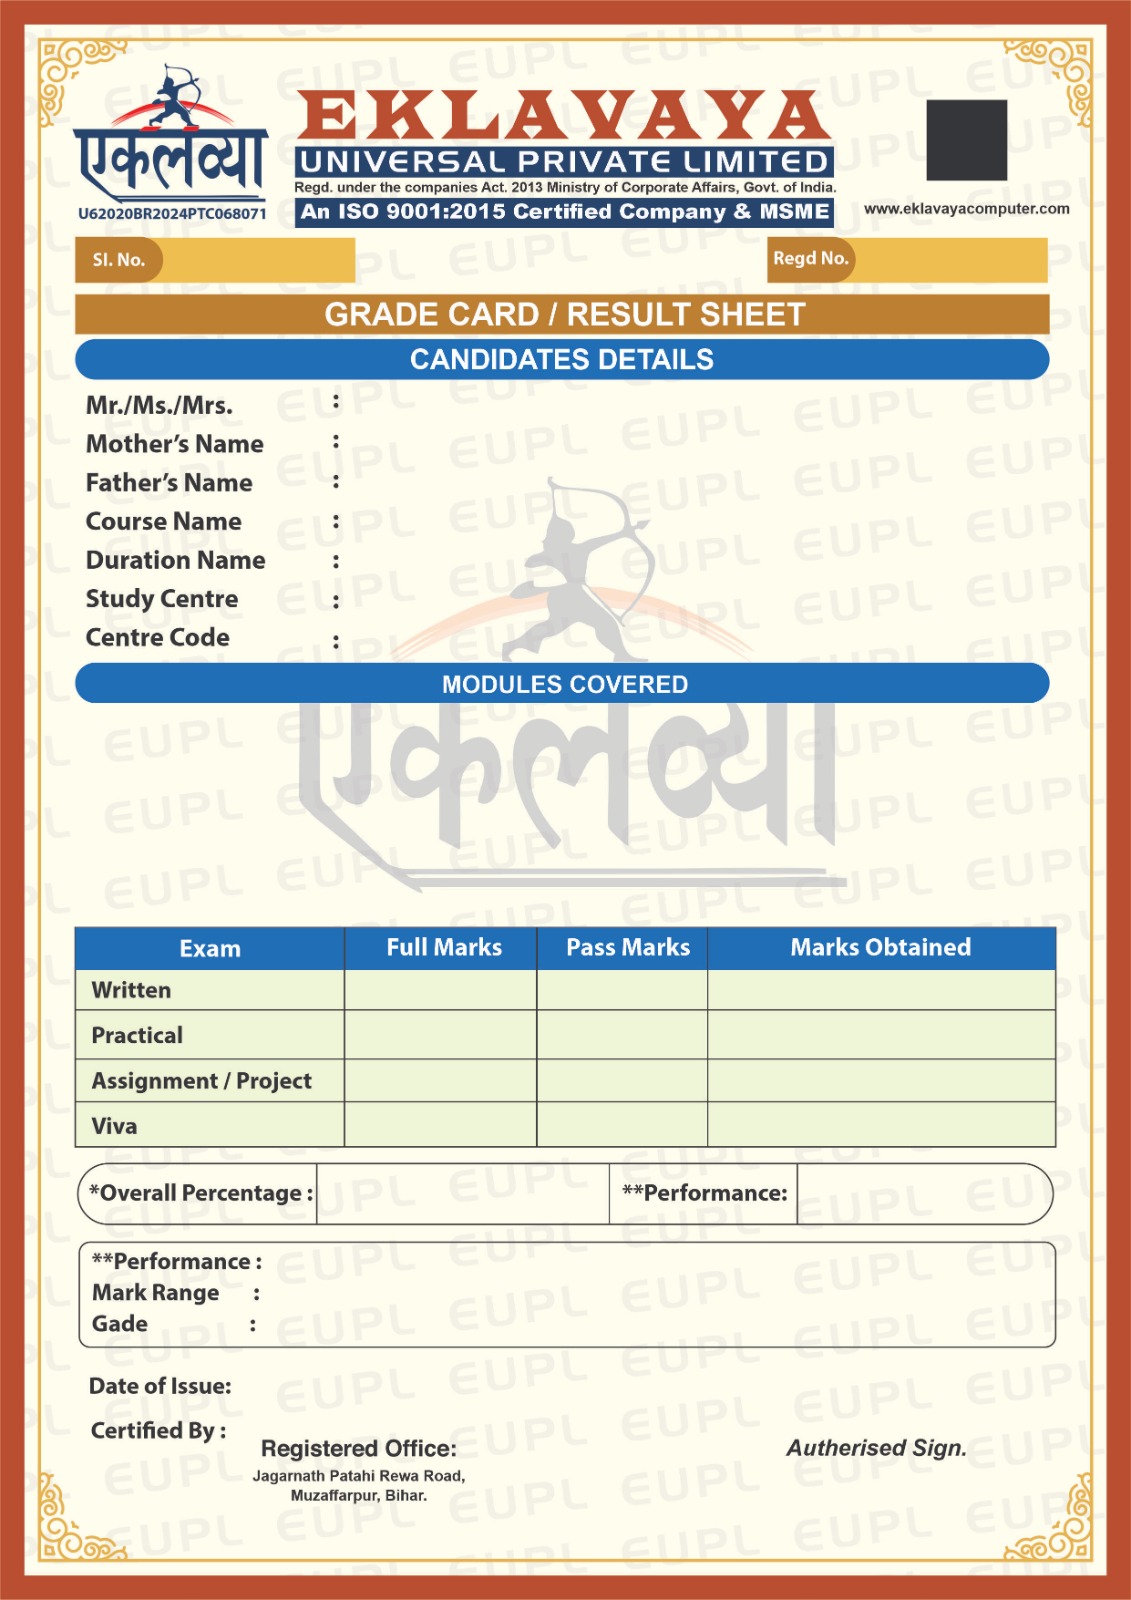 एकलव्या
U62020BR2024PTC068071
EKLAVAYA
UNIVERSAL PRIVATE LIMITED
Regd. under the companies Act. 2013 Ministry of Corporate Affairs, Govt. of India.
An ISO 9001:2015 Certified Company & MSME
www.eklavayacomputer.com
Sl. No.
Regd No.
GRADE CARD / RESULT SHEET
CANDIDATES DETAILS
Mr./Ms./Mrs. :
Mother's Name :
Father's Name :
Course Name :
Duration Name :
Study Centre :
Centre Code :
MODULES COVERED
एकलव्या
Exam Full Marks Pass Marks Marks Obtained
Written
Practical
Assignment / Project
Viva
*Overall Percentage : **Performance:
**Performance :
Mark Range :
Gade :
Date of Issue:
Certified By :
Registered Office:
Jagarnath Patahi Rewa Road,
Muzaffarpur, Bihar.
Autherised Sign.
EUPL